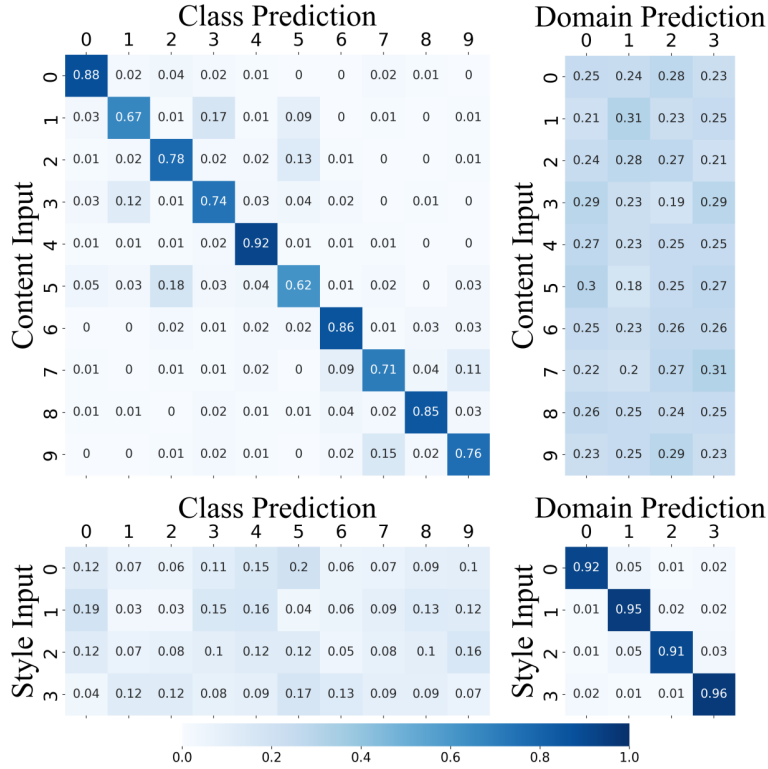 Class Prediction Domain Prediction
0 1 2 3 4 5 6 7 8 9 0 1 2 3
Content Input Content Input
0 0.88 0.02 0.04 0.02 0.01 0 0 0.02 0.01 0 0 0.25 0.24 0.28 0.23
1 0.03 0.67 0.01 0.17 0.01 0.09 0 0.01 0 0.01 1 0.21 0.31 0.23 0.25
2 0.01 0.02 0.78 0.02 0.02 0.13 0.01 0 0 0.01 2 0.24 0.28 0.27 0.21
3 0.03 0.12 0.01 0.74 0.03 0.04 0.02 0 0.01 0 3 0.29 0.23 0.19 0.29
4 0.01 0.01 0.01 0.02 0.92 0.01 0.01 0.01 0 0 4 0.27 0.23 0.25 0.25
5 0.05 0.03 0.18 0.03 0.04 0.62 0.01 0.02 0 0.03 5 0.3 0.18 0.25 0.27
6 0 0 0.02 0.01 0.02 0.02 0.86 0.01 0.03 0.03 6 0.25 0.23 0.26 0.26
7 0.01 0 0.01 0.01 0.02 0 0.09 0.71 0.04 0.11 7 0.22 0.2 0.27 0.31
8 0.01 0.01 0 0.02 0.01 0.01 0.04 0.02 0.85 0.03 8 0.26 0.25 0.24 0.25
9 0 0 0.01 0.02 0.01 0 0.02 0.15 0.02 0.76 9 0.23 0.25 0.29 0.23
Class Prediction Domain Prediction
0 1 2 3 4 5 6 7 8 9 0 1 2 3
Style Input Style Input
0 0.12 0.07 0.06 0.11 0.15 0.2 0.06 0.07 0.09 0.1 0 0.92 0.05 0.01 0.02
1 0.19 0.03 0.03 0.15 0.16 0.04 0.06 0.09 0.13 0.12 1 0.01 0.95 0.02 0.02
2 0.12 0.07 0.08 0.1 0.12 0.12 0.05 0.08 0.1 0.16 2 0.01 0.05 0.91 0.03
3 0.04 0.12 0.12 0.08 0.09 0.17 0.13 0.09 0.09 0.07 3 0.02 0.01 0.01 0.96
0.0 0.2 0.4 0.6 0.8 1.0